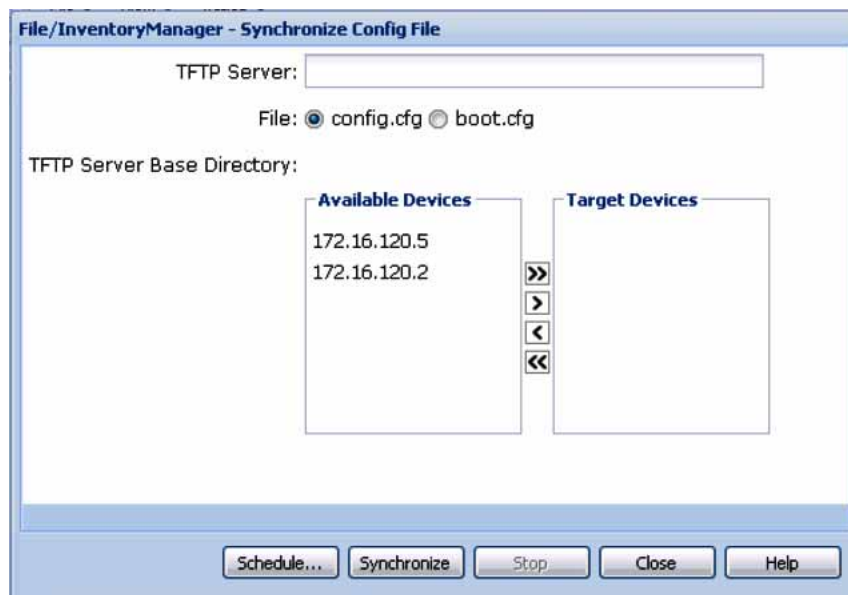 File/InventoryManager - Synchronize Config File
TFTP Server:
File: config.cfg boot.cfg
TFTP Server Base Directory:
Available Devices Target Devices
172.16.120.5
172.16.120.2
>>
>
<
<<
Schedule... Synchronize Stop Close Help